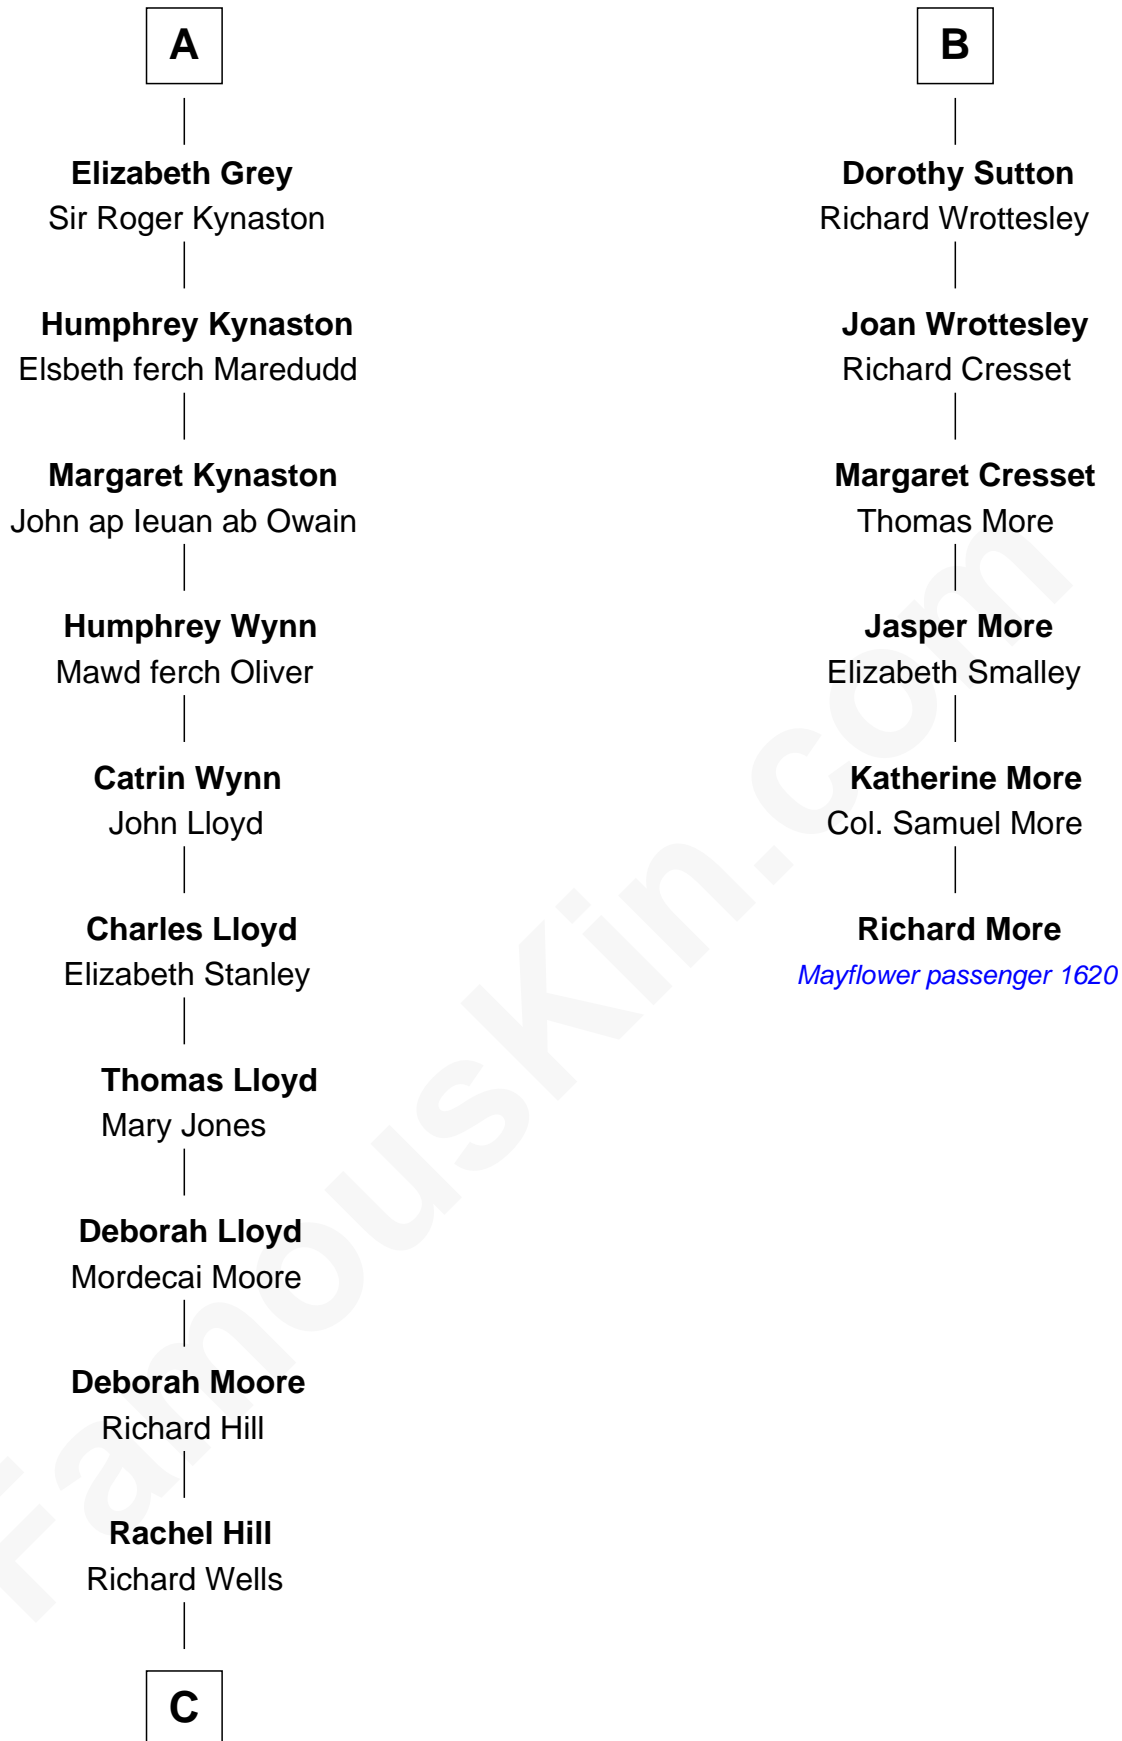 A
Elizabeth Grey
Sir Roger Kynaston
Humphrey Kynaston
Elsbeth ferch Maredudd
Margaret Kynaston
John ap Ieuan ab Owain
Humphrey Wynn
Mawd ferch Oliver
Catrin Wynn
John Lloyd
Charles Lloyd
Elizabeth Stanley
Thomas Lloyd
Mary Jones
Deborah Lloyd
Mordecai Moore
Deborah Moore
Richard Hill
Rachel Hill
Richard Wells
C
B
Dorothy Sutton
Richard Wrottesley
Joan Wrottesley
Richard Cresset
Margaret Cresset
Thomas More
Jasper More
Elizabeth Smalley
Katherine More
Col. Samuel More
Richard More
Mayflower passenger 1620
FamousKin.com